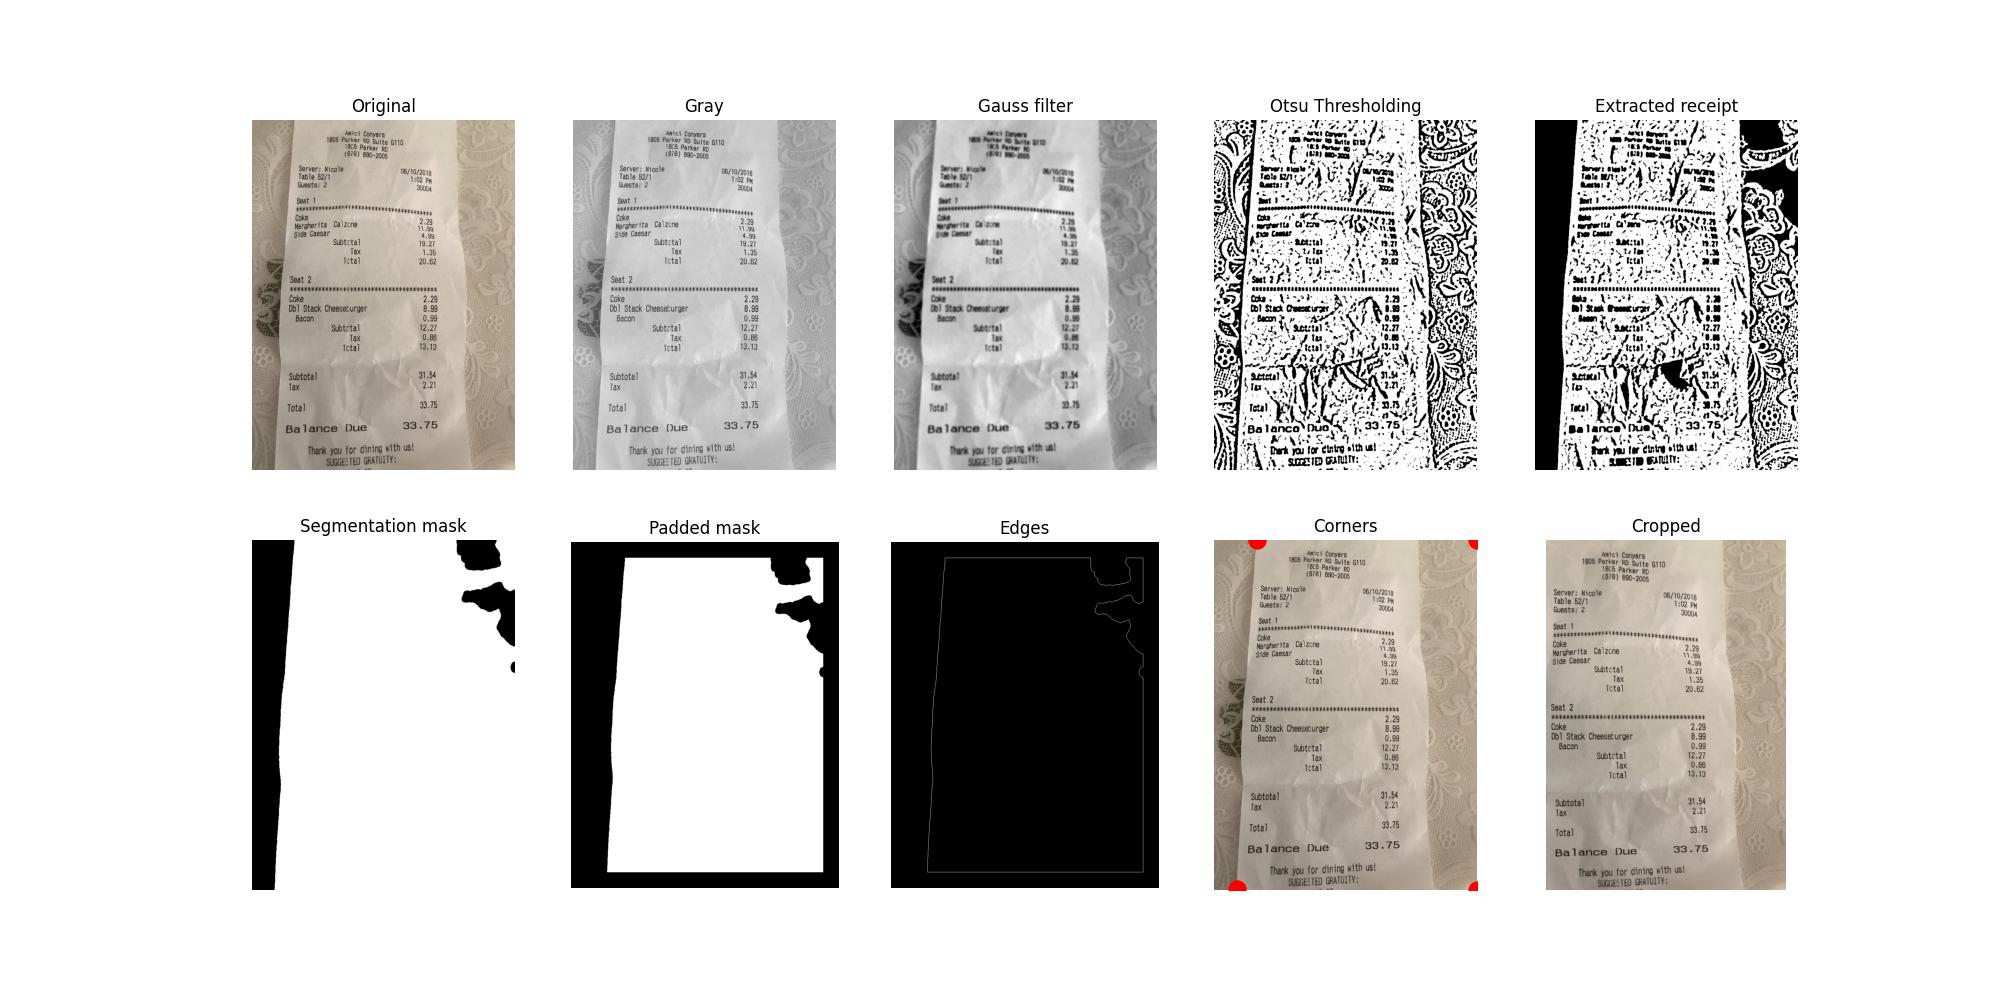 Original
Gray
Gauss filter
Otsu Thresholding
Extracted receipt
Amici Conyers
1805 Parker RD Suite G110
1805 Parker RD
(678) 890-2005
Server: Nicole 06/10/2018
Table 52/1 1:02 PM
Guests: 2 30004
Seat 1
Coke 2.29
Margherita Calzone 11.99
Side Caesar 4.99
Subtotal 19.27
Tax 1.35
Total 20.62
Seat 2
Coke 2.29
Dbl Stack Cheeseburger 8.99
Bacon 0.99
Subtotal 12.27
Tax 0.86
Total 13.13
Subtotal 31.54
Tax 2.21
Total 33.75
Balance Due 33.75
Thank you for dining with us!
SUGGESTED GRATUITY:
Segmentation mask
Padded mask
Edges
Corners
Cropped